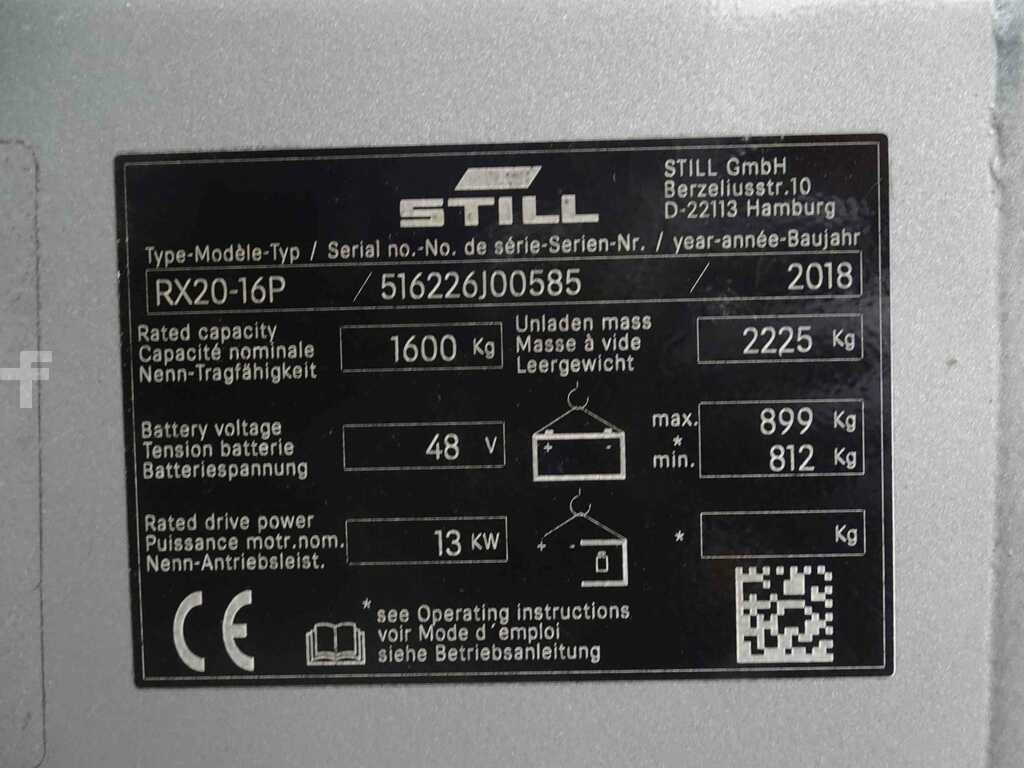 STILL
STILL GmbH
Berzeliusstr.10
D-22113 Hamburg
Type-Modèle-Typ / Serial no.-No. de série-Serien-Nr. / year-année-Baujahr
RX20-16P / 516226J00585 / 2018
Rated capacity
Capacité nominale
Nenn-Tragfähigkeit
1600 Kg
Unladen mass
Masse à vide
Leergewicht
2225 Kg
Battery voltage
Tension batterie
Batteriespannung
48 V
+ -
max. 899 Kg
*
min. 812 Kg
Rated drive power
Puissance motr.nom.
Nenn-Antriebsleist.
13 KW
+ -
* Kg
CE
* see Operating instructions
voir Mode d´emploi
siehe Betriebsanleitung
f